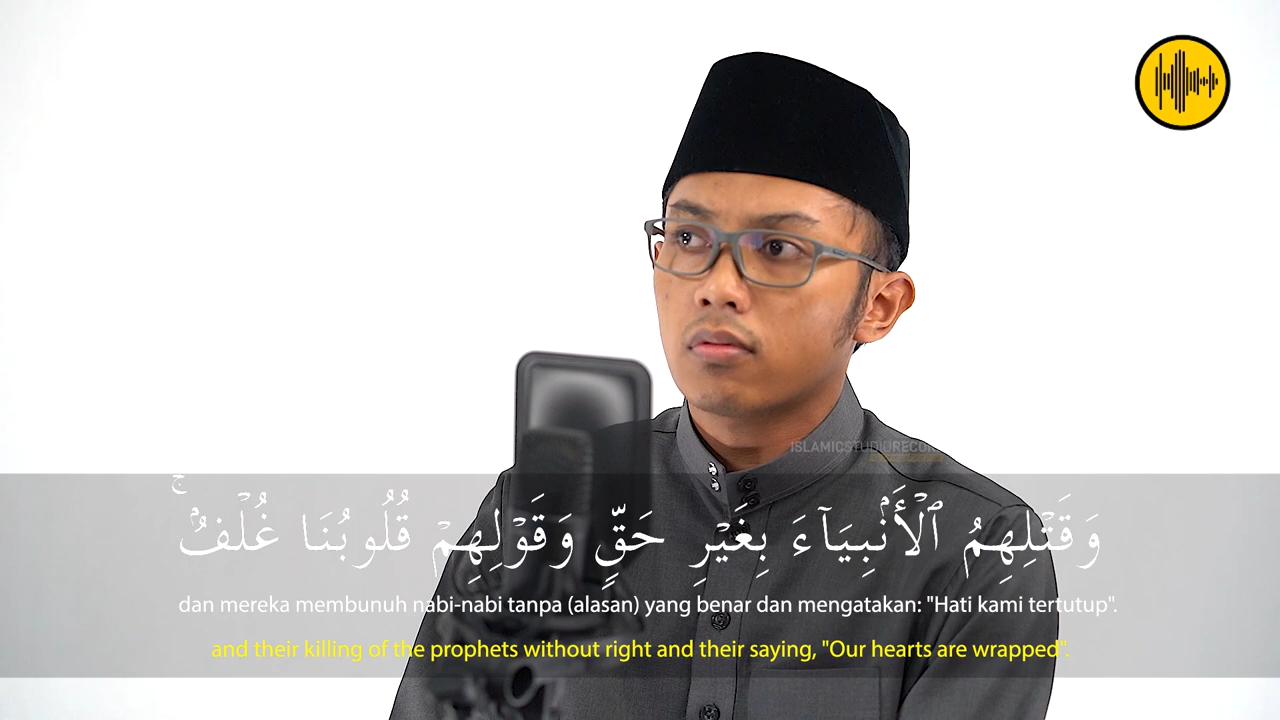 ISLAMICSTUDIORECO
وَقَتْلِهِمُ ٱلْأَنۢبِيَآءَ بِغَيْرِ حَقٍّ وَقَوْلِهِمْ قُلُوبُنَا غُلْفٌۢ ۚ
dan mereka membunuh nabi-nabi tanpa (alasan) yang benar dan mengatakan: "Hati kami tertutup".
and their killing of the prophets without right and their saying, "Our hearts are wrapped".